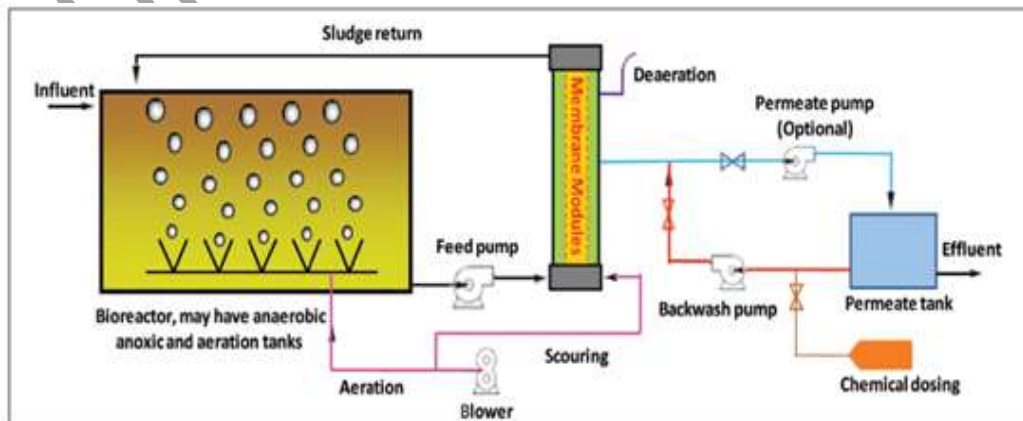 Sludge return
Influent
Deaeration
Permeate pump
(Optional)
Membrane Modules
Feed pump
Effluent
Backwash pump
Permeate tank
Bioreactor, may have anaerobic
anoxic and aeration tanks
Scouring
Aeration
Chemical dosing
Blower